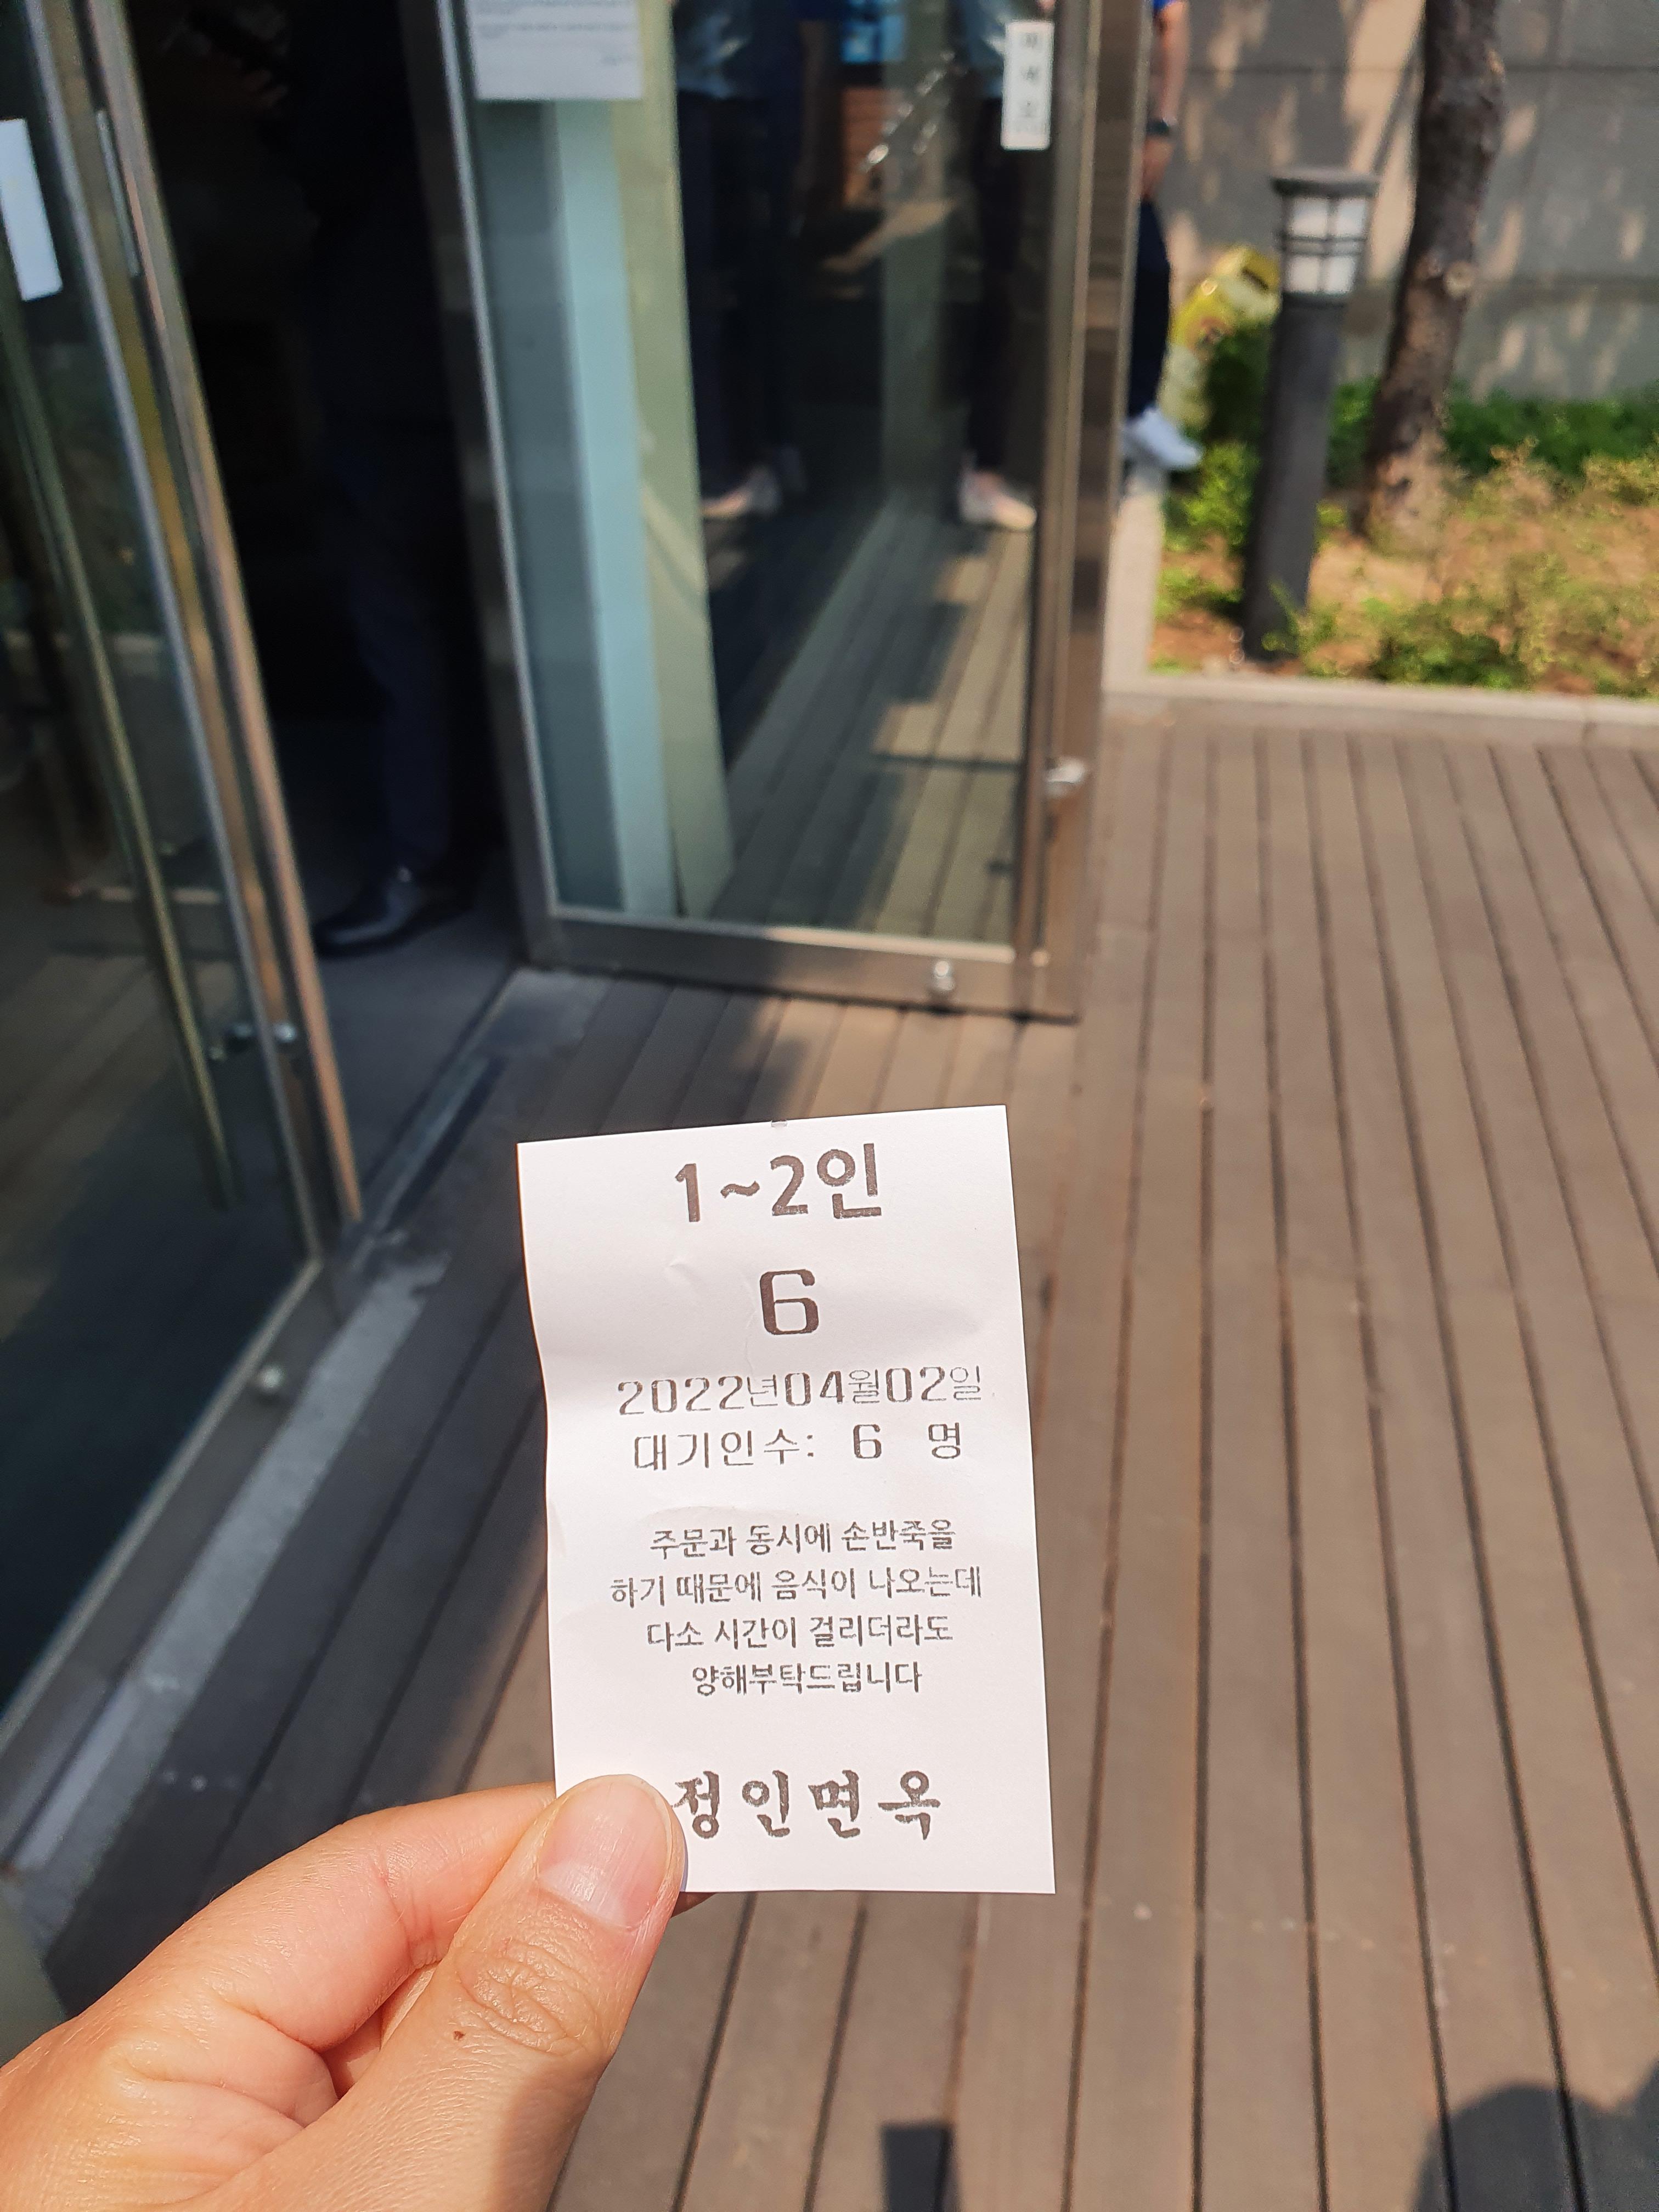 1~2인
6
2022년04월02일
대기인수: 6 명
주문과 동시에 손반죽을
하기 때문에 음식이 나오는데
다소 시간이 걸리더라도
양해부탁드립니다
정인면옥